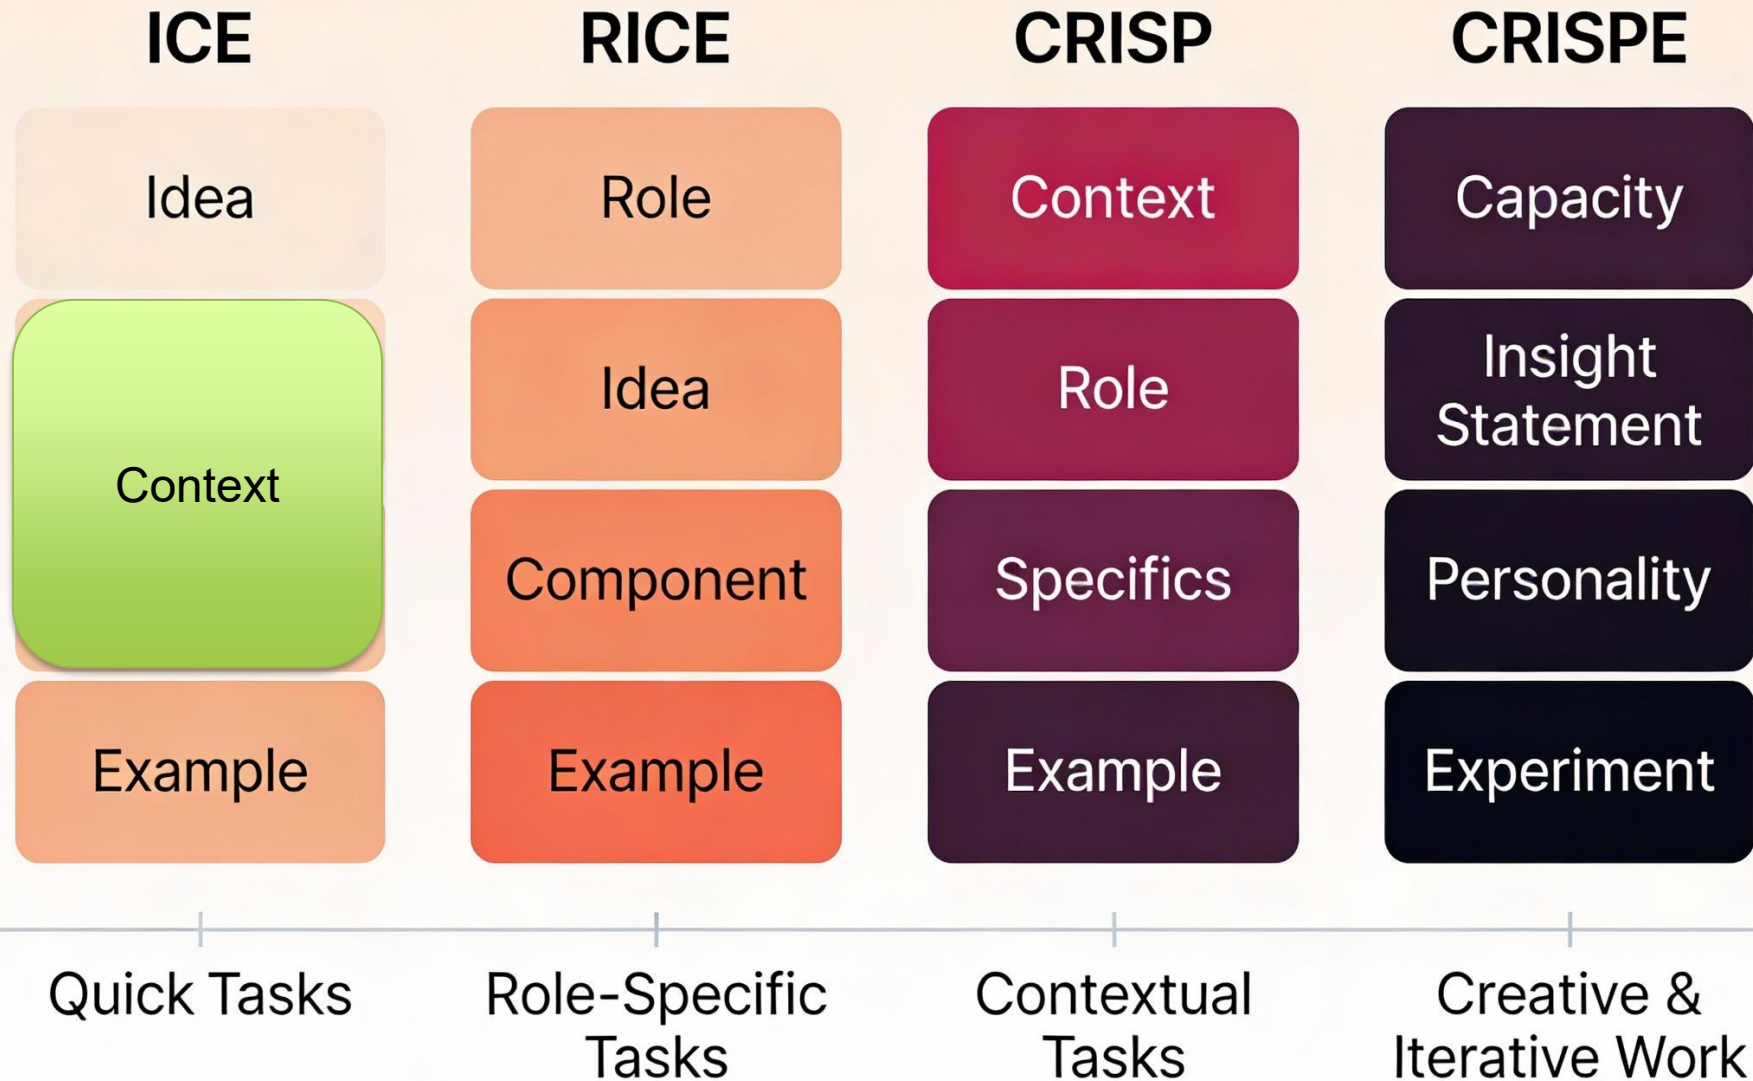 ICE
Idea
Context
Example
Quick Tasks
RICE
Role
Idea
Component
Example
Role-Specific
Tasks
CRISP
Context
Role
Specifics
Example
Contextual
Tasks
CRISPE
Capacity
Insight
Statement
Personality
Experiment
Creative &
Iterative Work